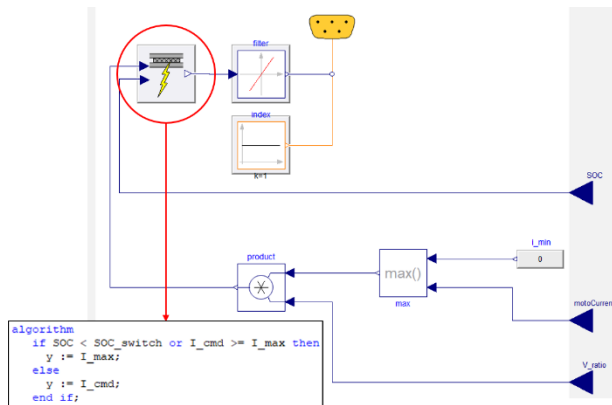 filter
index
k=1
SOC
I_min
0
product
max()
max
motoCurren
V_ratio
algorithm
if SOC < SOC_switch or I_cmd >= I_max then
y := I_max;
else
y := I_cmd;
end if;